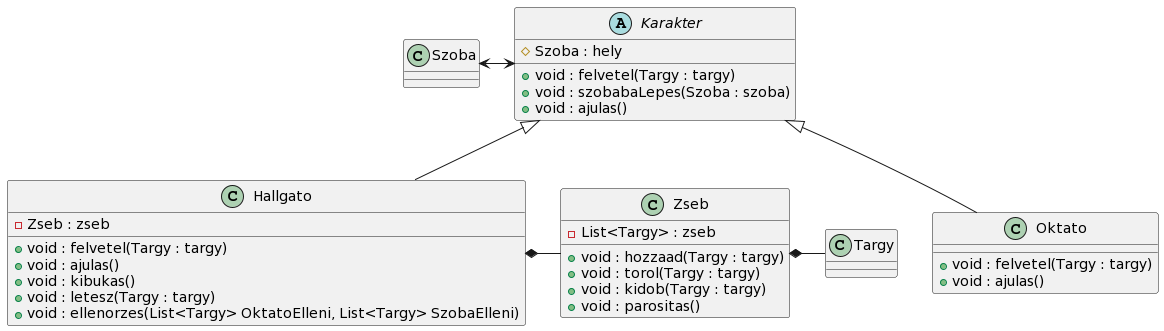 A Karakter
Szoba : hely
void : felvetel(Targy : targy)
void : szobabaLepes(Szoba : szoba)
void : ajulas()
C Szoba
C Hallgato
Zseb : zseb
void : felvetel(Targy : targy)
void : ajulas()
void : kibukas()
void : letesz(Targy : targy)
void : ellenorzes(List<Targy> OktatoElleni, List<Targy> SzobaElleni)
C Zseb
List<Targy> : zseb
void : hozzaad(Targy : targy)
void : torol(Targy : targy)
void : kidob(Targy : targy)
void : parositas()
C Targy
C Oktato
void : felvetel(Targy : targy)
void : ajulas()